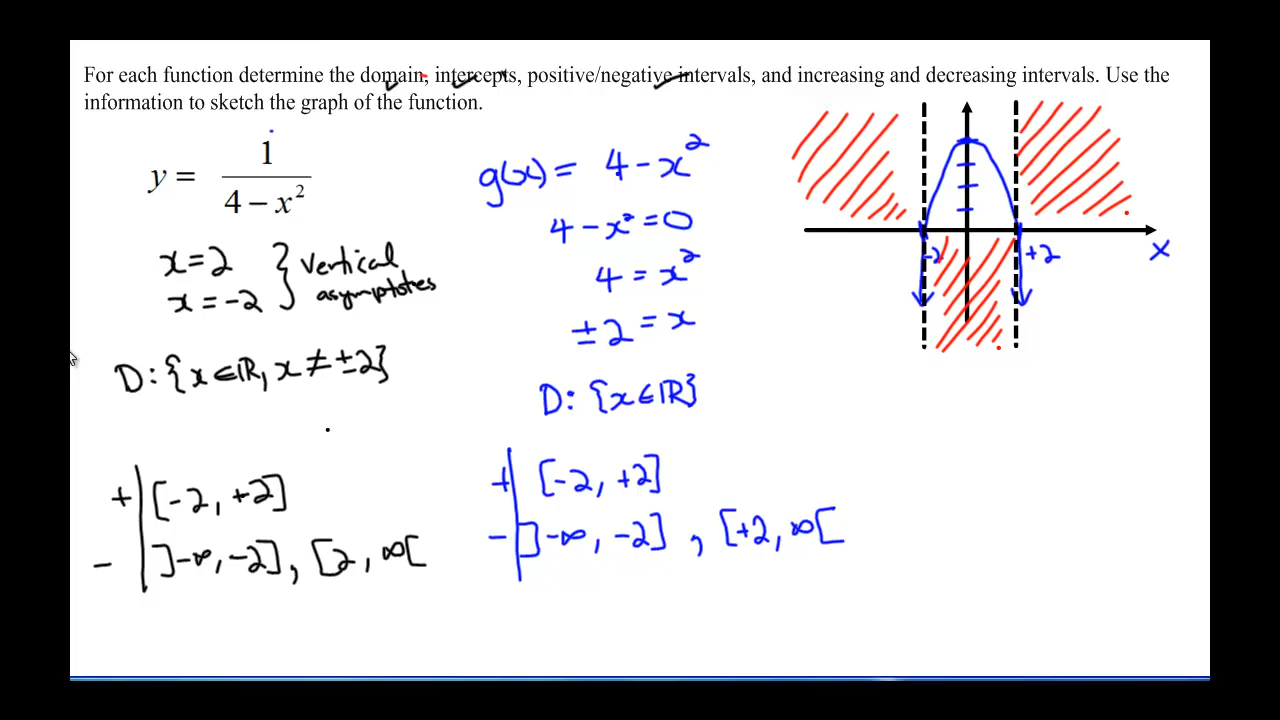 For each function determine the domain, intercepts, positive/negative intervals, and increasing and decreasing intervals. Use the
information to sketch the graph of the function.
y = 1 / (4 − x²)
x = 2
x = -2
} Vertical asymptotes
D: {x ∈ ℝ, x ≠ ±2}
+ | [-2, +2]
- | ]-∞, -2], [2, ∞[
g(x) = 4 - x²
4 - x² = 0
4 = x²
±2 = x
D: {x ∈ ℝ}
+ | [-2, +2]
- | ]-∞, -2], [+2, ∞[
-2
+2
x